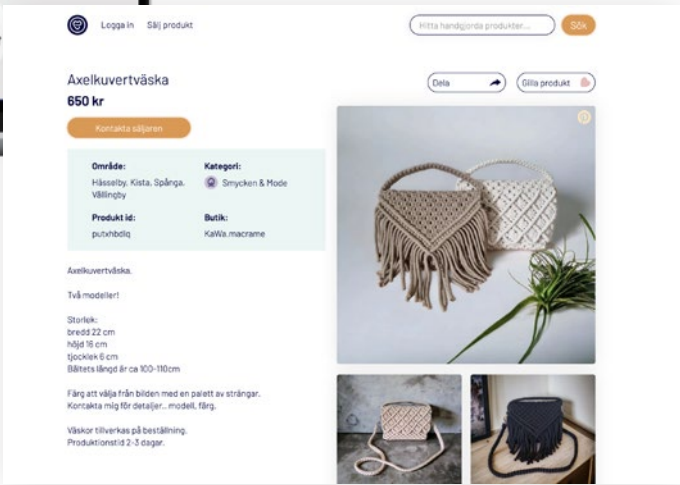 Logga in Sälj produkt
Hitta handgjorda produkter...
Sök
Axelkuvertväska
650 kr
Kontakta säljaren
Dela
Gilla produkt
Område:
Hässelby, Kista, Spånga,
Vällingby
Kategori:
Smycken & Mode
Produkt id:
putxhbdlq
Butik:
KaWa.macrame
Axelkuvertväska.
Två modeller!
Storlek:
bredd 22 cm
höjd 16 cm
tjocklek 6 cm
Bältets längd är ca 100-110cm
Färg att välja från bilden med en palett av strängar.
Kontakta mig för detaljer... modell, färg.
Väskor tillverkas på beställning.
Produktionstid 2-3 dagar.